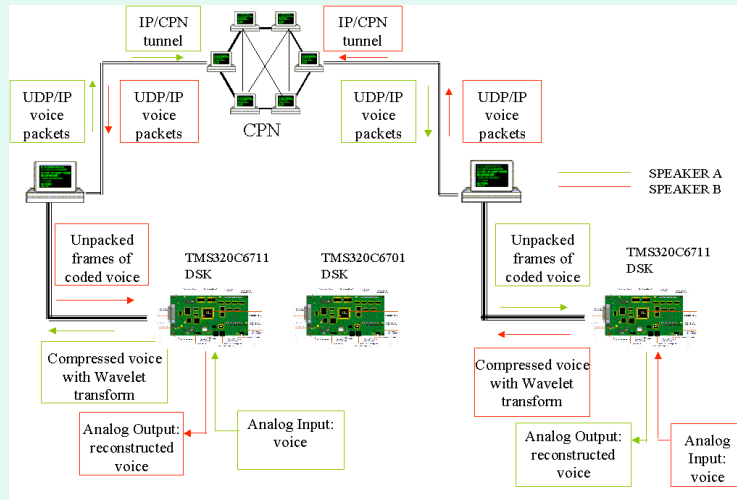 IP/CPN
tunnel
IP/CPN
tunnel
UDP/IP
voice
packets
UDP/IP
voice
packets
CPN
UDP/IP
voice
packets
UDP/IP
voice
packets
SPEAKER A
SPEAKER B
Unpacked
frames of
coded voice
TMS320C6711
DSK
TMS320C6701
DSK
Unpacked
frames of
coded voice
TMS320C6711
DSK
Compressed voice
with Wavelet
transform
Compressed voice
with Wavelet
transform
Analog Output:
reconstructed
voice
Analog Input:
voice
Analog Output:
reconstructed
voice
Analog
Input:
voice